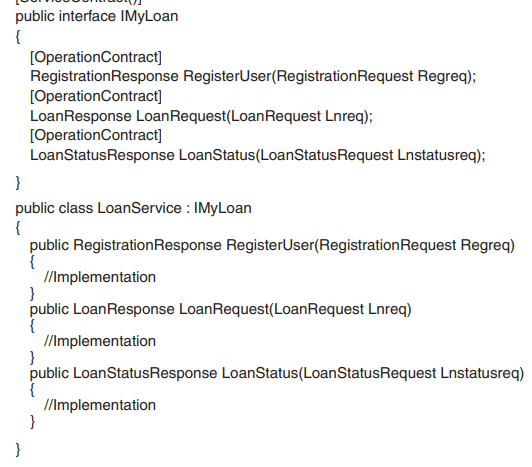 [ServiceContract()]
public interface IMyLoan
{
[OperationContract]
RegistrationResponse RegisterUser(RegistrationRequest Regreq);
[OperationContract]
LoanResponse LoanRequest(LoanRequest Lnreq);
[OperationContract]
LoanStatusResponse LoanStatus(LoanStatusRequest Lnstatusreq);
}
public class LoanService : IMyLoan
{
public RegistrationResponse RegisterUser(RegistrationRequest Regreq)
{
//Implementation
}
public LoanResponse LoanRequest(LoanRequest Lnreq)
{
//Implementation
}
public LoanStatusResponse LoanStatus(LoanStatusRequest Lnstatusreq)
{
//Implementation
}
}